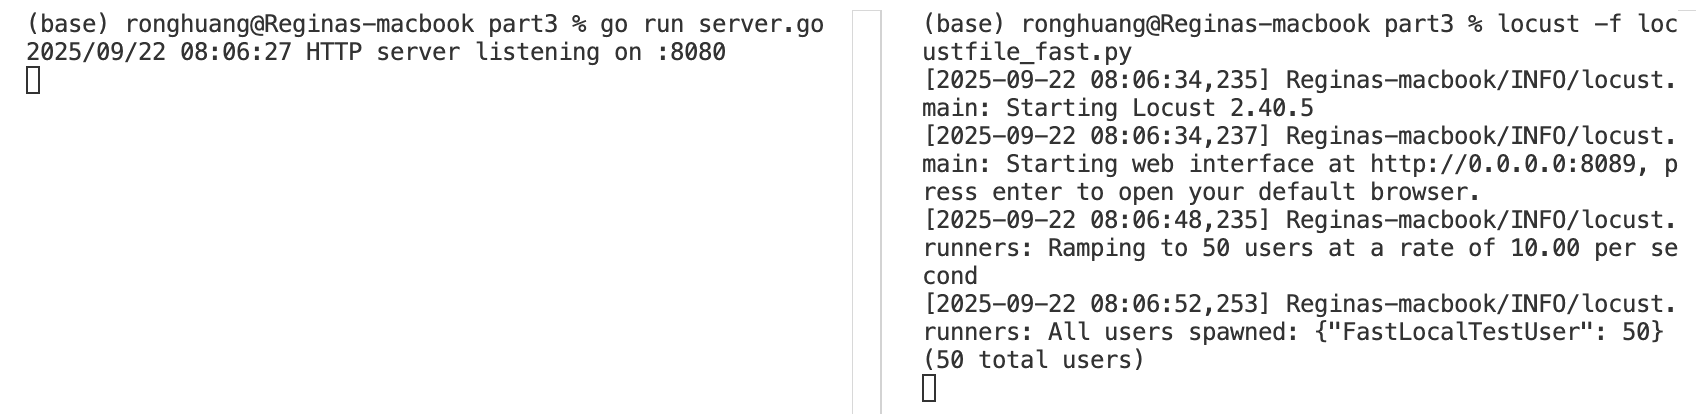 (base) ronghuang@Reginas-macbook part3 % go run server.go
2025/09/22 08:06:27 HTTP server listening on :8080
(base) ronghuang@Reginas-macbook part3 % locust -f loc
ustfile_fast.py
[2025-09-22 08:06:34,235] Reginas-macbook/INFO/locust.
main: Starting Locust 2.40.5
[2025-09-22 08:06:34,237] Reginas-macbook/INFO/locust.
main: Starting web interface at http://0.0.0.0:8089, p
ress enter to open your default browser.
[2025-09-22 08:06:48,235] Reginas-macbook/INFO/locust.
runners: Ramping to 50 users at a rate of 10.00 per se
cond
[2025-09-22 08:06:52,253] Reginas-macbook/INFO/locust.
runners: All users spawned: {"FastLocalTestUser": 50}
(50 total users)